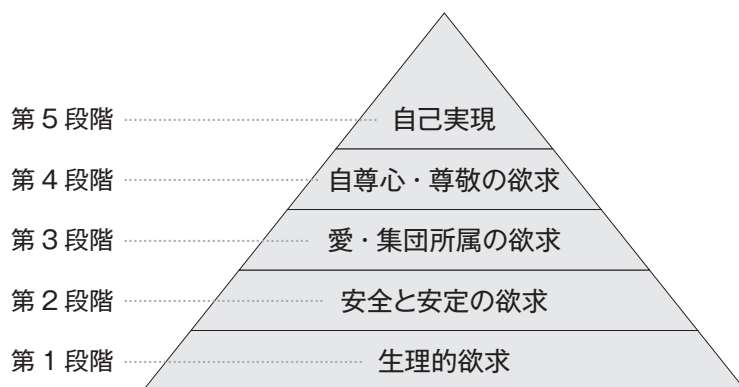 第5段階 自己実現
第4段階 自尊心・尊敬の欲求
第3段階 愛・集団所属の欲求
第2段階 安全と安定の欲求
第1段階 生理的欲求